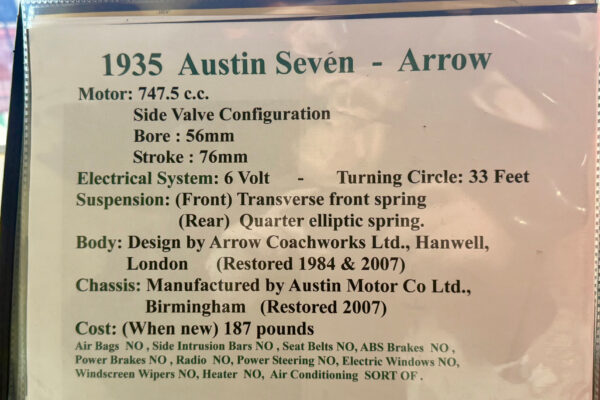 1935 Austin Sevén - Arrow
Motor: 747.5 c.c.
Side Valve Configuration
Bore : 56mm
Stroke : 76mm
Electrical System: 6 Volt - Turning Circle: 33 Feet
Suspension: (Front) Transverse front spring
(Rear) Quarter elliptic spring.
Body: Design by Arrow Coachworks Ltd., Hanwell,
London (Restored 1984 & 2007)
Chassis: Manufactured by Austin Motor Co Ltd.,
Birmingham (Restored 2007)
Cost: (When new) 187 pounds
Air Bags NO , Side Intrusion Bars NO , Seat Belts NO, ABS Brakes NO ,
Power Brakes NO , Radio NO, Power Steering NO, Electric Windows NO,
Windscreen Wipers NO, Heater NO, Air Conditioning SORT OF .